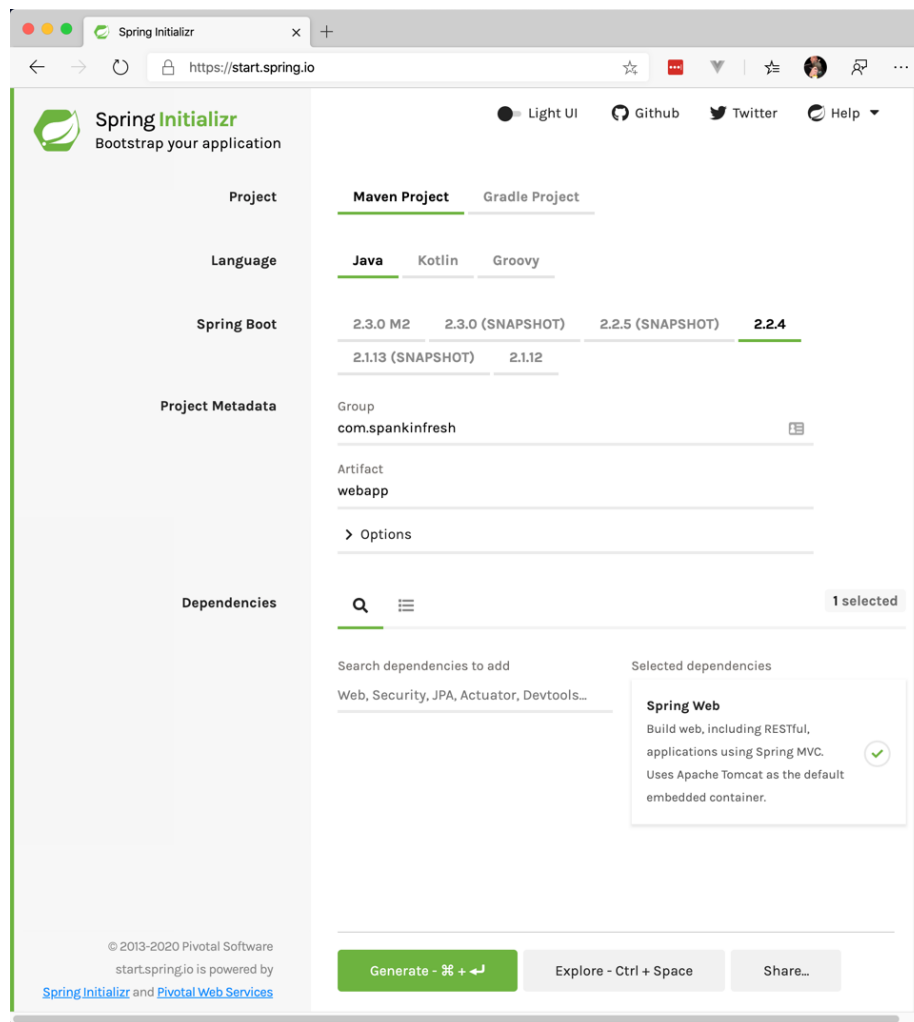 Spring Initializr
https://start.spring.io
Spring Initializr
Bootstrap your application
Light UI
Github
Twitter
Help
Project
Maven Project
Gradle Project
Language
Java
Kotlin
Groovy
Spring Boot
2.3.0 M2
2.3.0 (SNAPSHOT)
2.2.5 (SNAPSHOT)
2.2.4
2.1.13 (SNAPSHOT)
2.1.12
Project Metadata
Group
com.spankinfresh
Artifact
webapp
Options
Dependencies
1 selected
Search dependencies to add
Web, Security, JPA, Actuator, Devtools...
Selected dependencies
Spring Web
Build web, including RESTful,
applications using Spring MVC.
Uses Apache Tomcat as the default
embedded container.
© 2013-2020 Pivotal Software
start.spring.io is powered by
Spring Initializr and Pivotal Web Services
Generate - ⌘ + ↵
Explore - Ctrl + Space
Share...